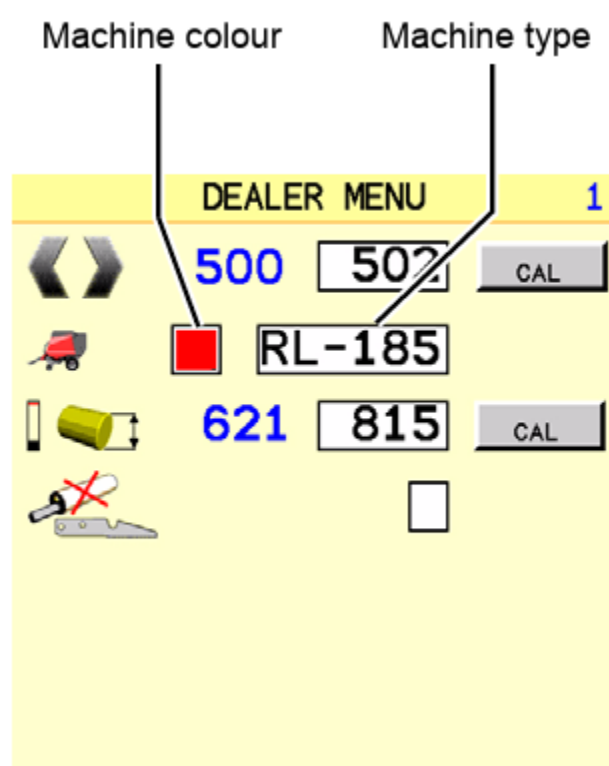 Machine colour Machine type
DEALER MENU 1
500 502 CAL
RL-185
621 815 CAL